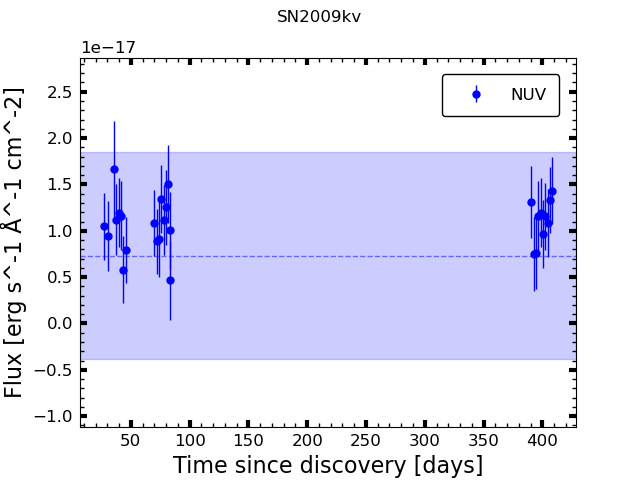 SN2009kv
1e−17
NUV
2.5
2.0
1.5
1.0
0.5
0.0
−0.5
−1.0
Flux [erg s^-1 Å^-1 cm^-2]
50 100 150 200 250 300 350 400
Time since discovery [days]